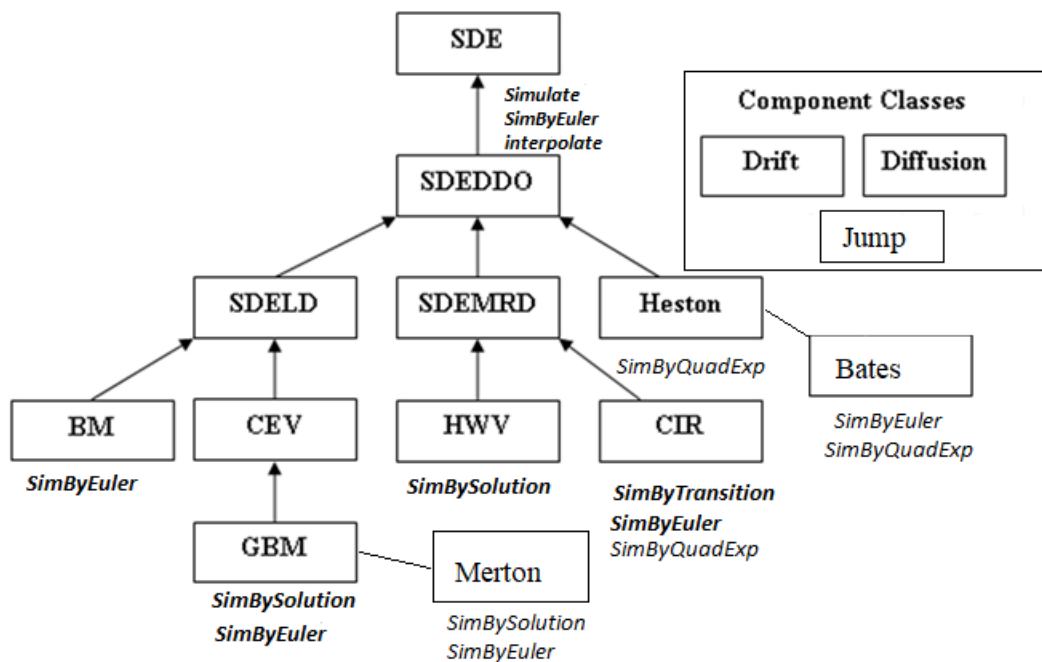 SDE
Simulate
SimByEuler
interpolate
Component Classes
Drift
Diffusion
Jump
SDEDDO
SDELD
SDEMRD
Heston
SimByQuadExp
Bates
SimByEuler
SimByQuadExp
BM
SimByEuler
CEV
HWV
SimBySolution
CIR
SimByTransition
SimByEuler
SimByQuadExp
GBM
SimBySolution
SimByEuler
Merton
SimBySolution
SimByEuler